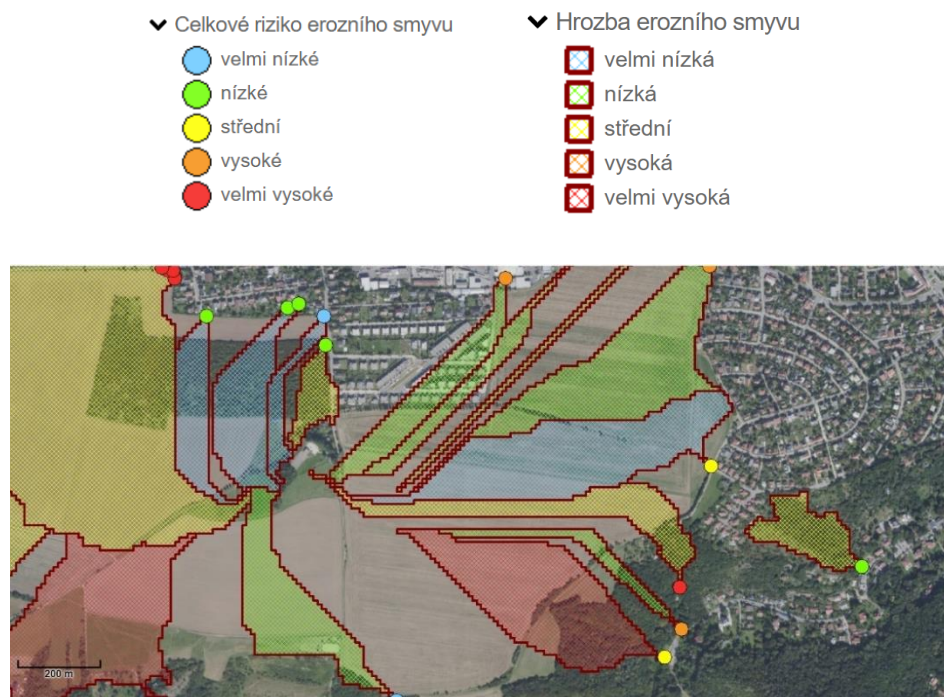 Celkové riziko erozního smyvu
velmi nízké
nízké
střední
vysoké
velmi vysoké
Hrozba erozního smyvu
velmi nízká
nízká
střední
vysoká
velmi vysoká
200 m